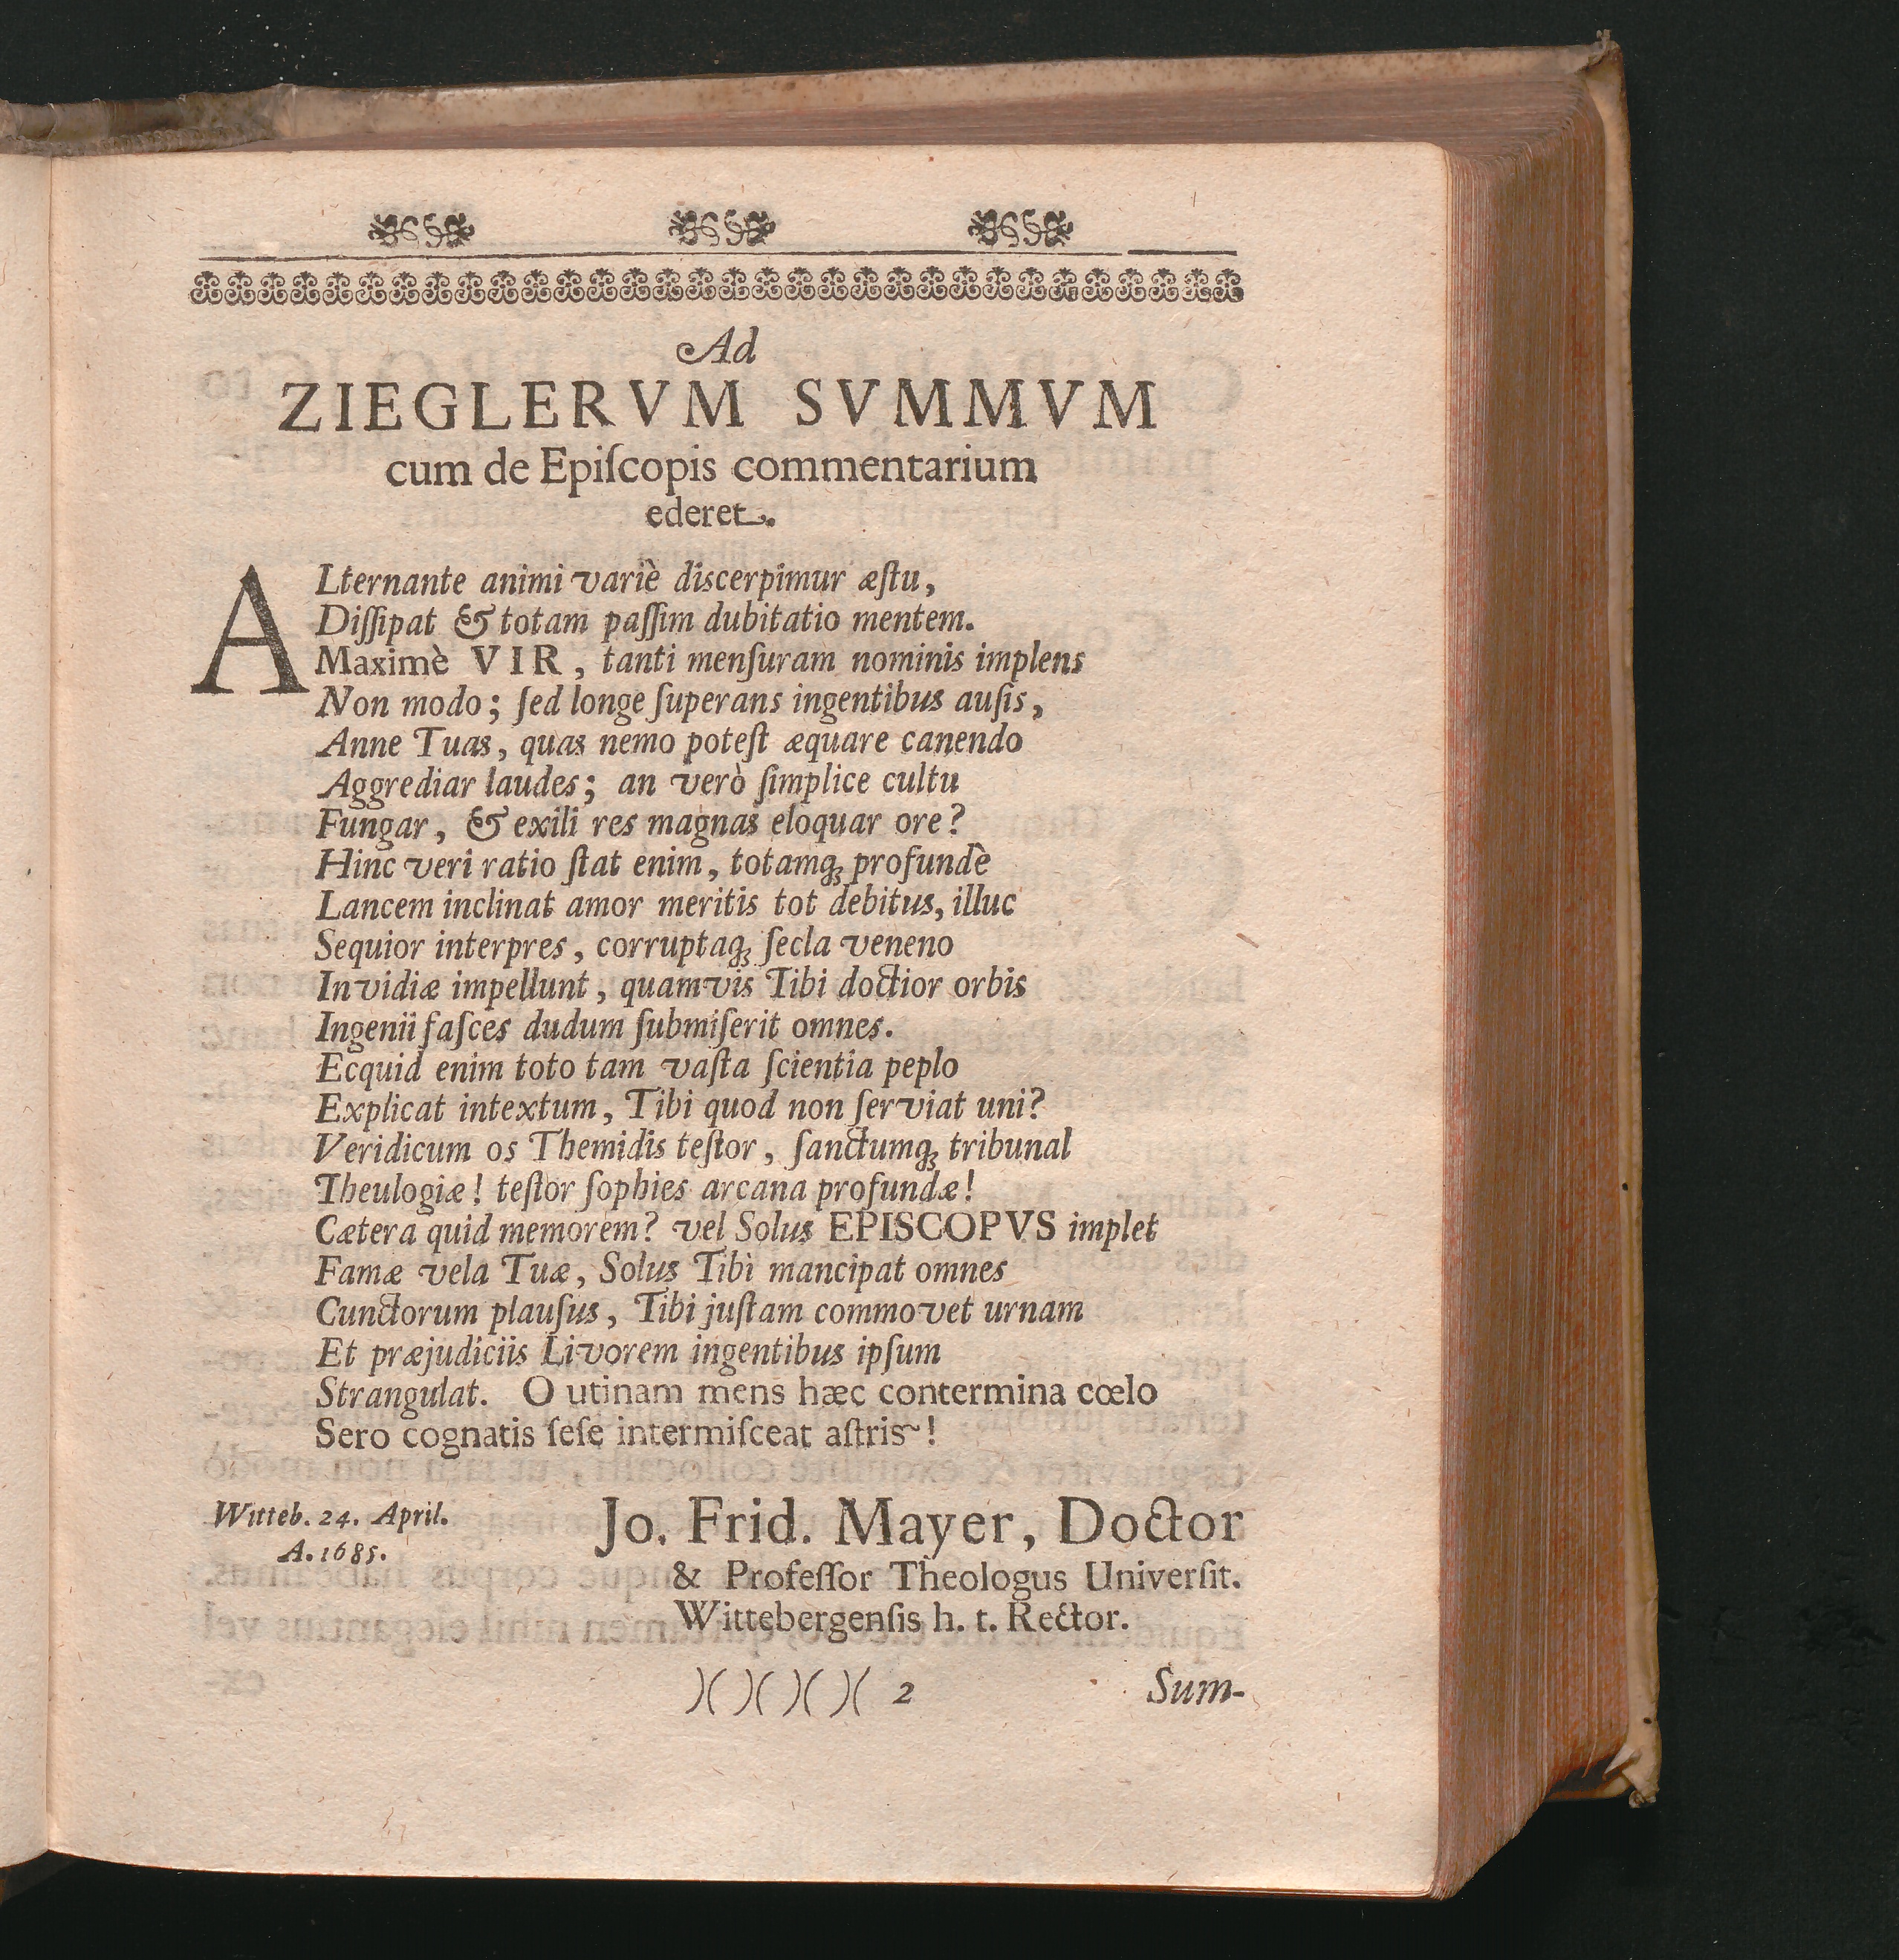 Ad
ZIEGLERVM SVMMVM
cum de Epiſcopis commentarium
ederet.
ALternante animi variè discerpimur æſtu,
Diſſipat & totam paſſim dubitatio mentem.
Maximè VIR, tanti menſuram nominis implens
Non modo; ſed longe ſuperans ingentibus auſis,
Anne Tuas, quas nemo poteſt æquare canendo
Aggrediar laudes; an verò ſimplice cultu
Fungar, & exili res magnas eloquar ore?
Hinc veri ratio ſtat enim, totamq́; profundè
Lancem inclinat amor meritis tot debitus, illuc
Sequior interpres, corruptaq́; ſecla veneno
Invidiæ impellunt, quamvis Tibi doctior orbis
Ingenii faſces dudum ſubmiſerit omnes.
Ecquid enim toto tam vaſta ſcientia peplo
Explicat intextum, Tibi quod non ſerviat uni?
Veridicum os Themidis teſtor, ſanctumq́; tribunal
Theulogiæ! teſtor ſophies arcana profundæ!
Cætera quid memorem? vel Solus EPISCOPVS implet
Famæ vela Tuæ, Solus Tibi mancipat omnes
Cunctorum plauſus, Tibi juſtam commovet urnam
Et præjudiciis Livorem ingentibus ipſum
Strangulat. O utinam mens hæc contermina cœlo
Sero cognatis ſeſe intermiſceat aſtris!
Witteb. 24. April.
A. 1685.
Jo. Frid. Mayer, Doctor
& Profeſſor Theologus Univerſit.
Wittebergenſis h. t. Rector.
)( )( )( )( 2
Sum-